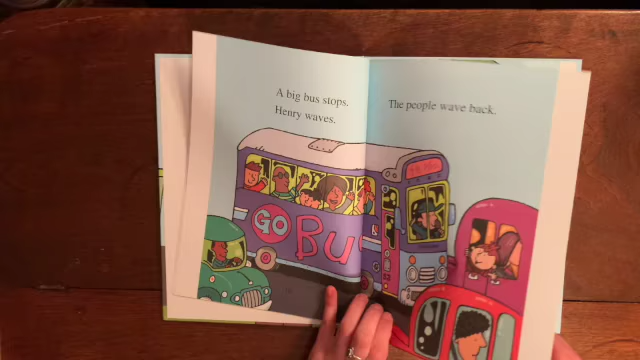 A big bus stops.
Henry waves.
The people wave back.
GO BU